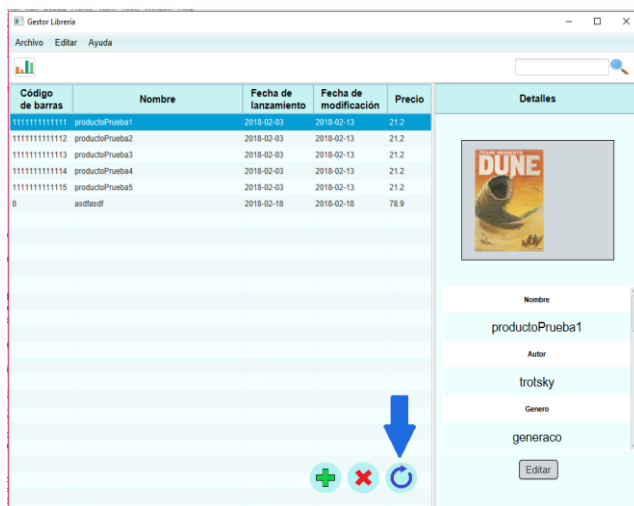 Gestor Librería
Archivo Editar Ayuda
Código de barras Nombre Fecha de lanzamiento Fecha de modificación Precio
1111111111111 productoPrueba1 2018-02-03 2018-02-13 21.2
1111111111112 productoPrueba2 2018-02-03 2018-02-13 21.2
1111111111113 productoPrueba3 2018-02-03 2018-02-13 21.2
1111111111114 productoPrueba4 2018-02-03 2018-02-13 21.2
1111111111115 productoPrueba5 2018-02-03 2018-02-13 21.2
0 asdfasdf 2018-02-18 2018-02-18 78.9
Detalles
FRANK HERBERT'S
DUNE
Nombre
productoPrueba1
Autor
trotsky
Genero
generaco
Editar